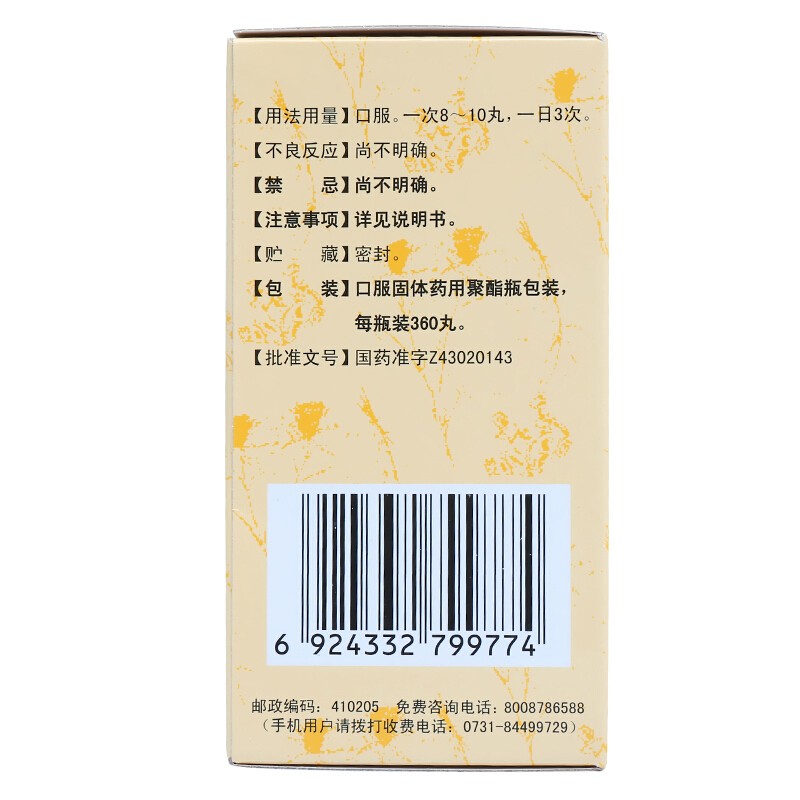 【用法用量】口服。一次8～10丸，一日3次。
【不良反应】尚不明确。
【禁　　忌】尚不明确。
【注意事项】详见说明书。
【贮　　藏】密封。
【包　　装】口服固体药用聚酯瓶包装，
每瓶装360丸。
【批准文号】国药准字Z43020143
6 924332 799774
邮政编码：410205　免费咨询电话：8008786588
（手机用户请拨打收费电话：0731-84499729）